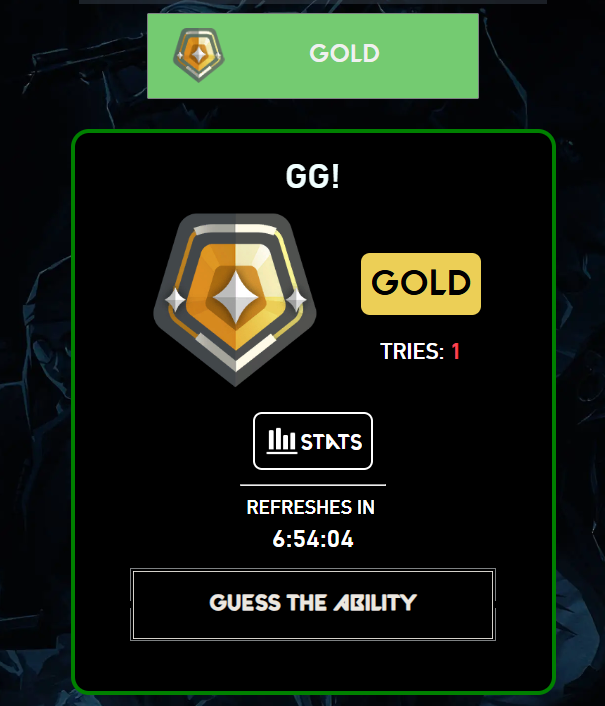 GOLD
GG!
GOLD
TRIES: 1
STATS
REFRESHES IN
6:54:04
GUESS THE ABILITY